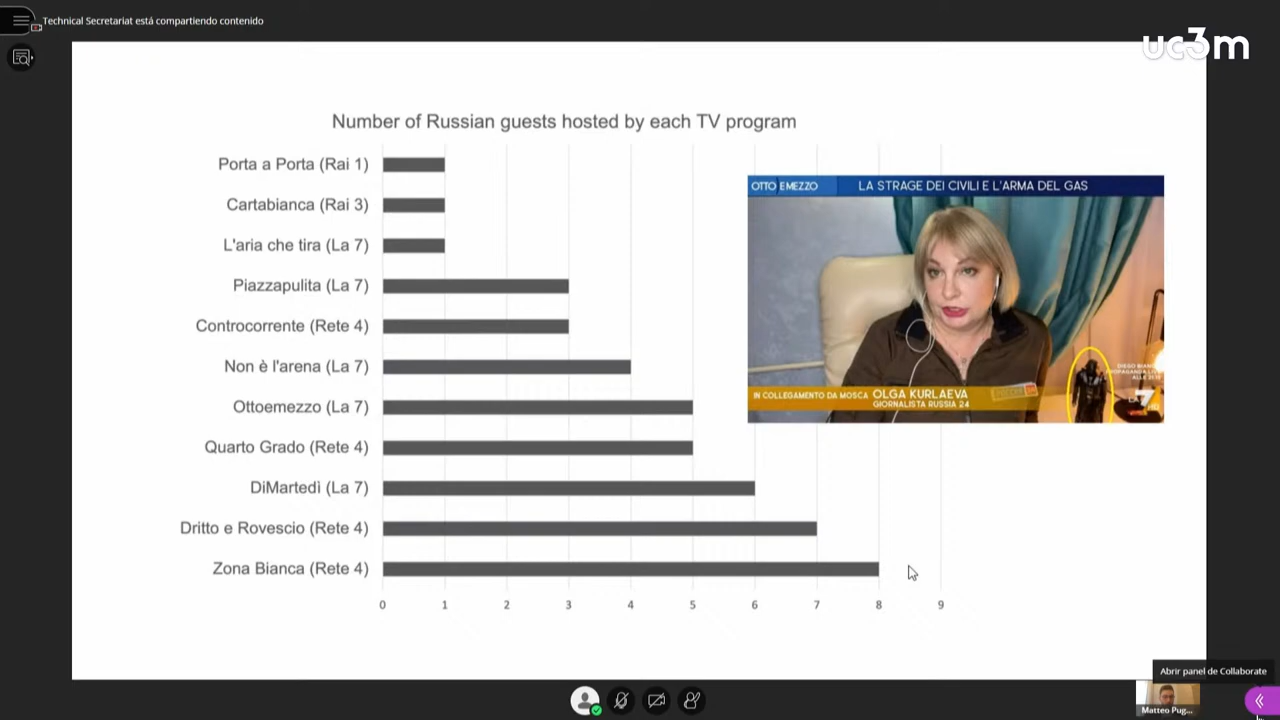 Technical Secretariat está compartiendo contenido
uc3m
Number of Russian guests hosted by each TV program
Porta a Porta (Rai 1)
Cartabianca (Rai 3)
L'aria che tira (La 7)
Piazzapulita (La 7)
Controcorrente (Rete 4)
Non è l'arena (La 7)
Ottoemezzo (La 7)
Quarto Grado (Rete 4)
DiMartedì (La 7)
Dritto e Rovescio (Rete 4)
Zona Bianca (Rete 4)
0 1 2 3 4 5 6 7 8 9
OTTO E MEZZO LA STRAGE DEI CIVILI E L'ARMA DEL GAS
IN COLLEGAMENTO DA MOSCA OLGA KURLAEVA
GIORNALISTA RUSSIA 24
7
Abrir panel de Collaborate
Matteo Pug...